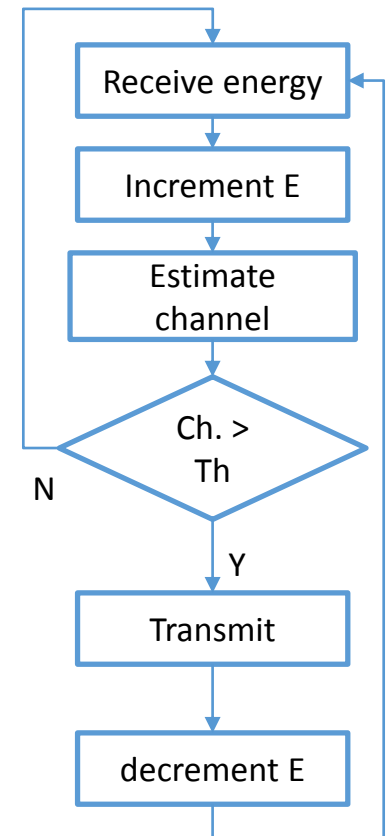 Receive energy
Increment E
Estimate
channel
Ch. >
Th
N
Y
Transmit
decrement E